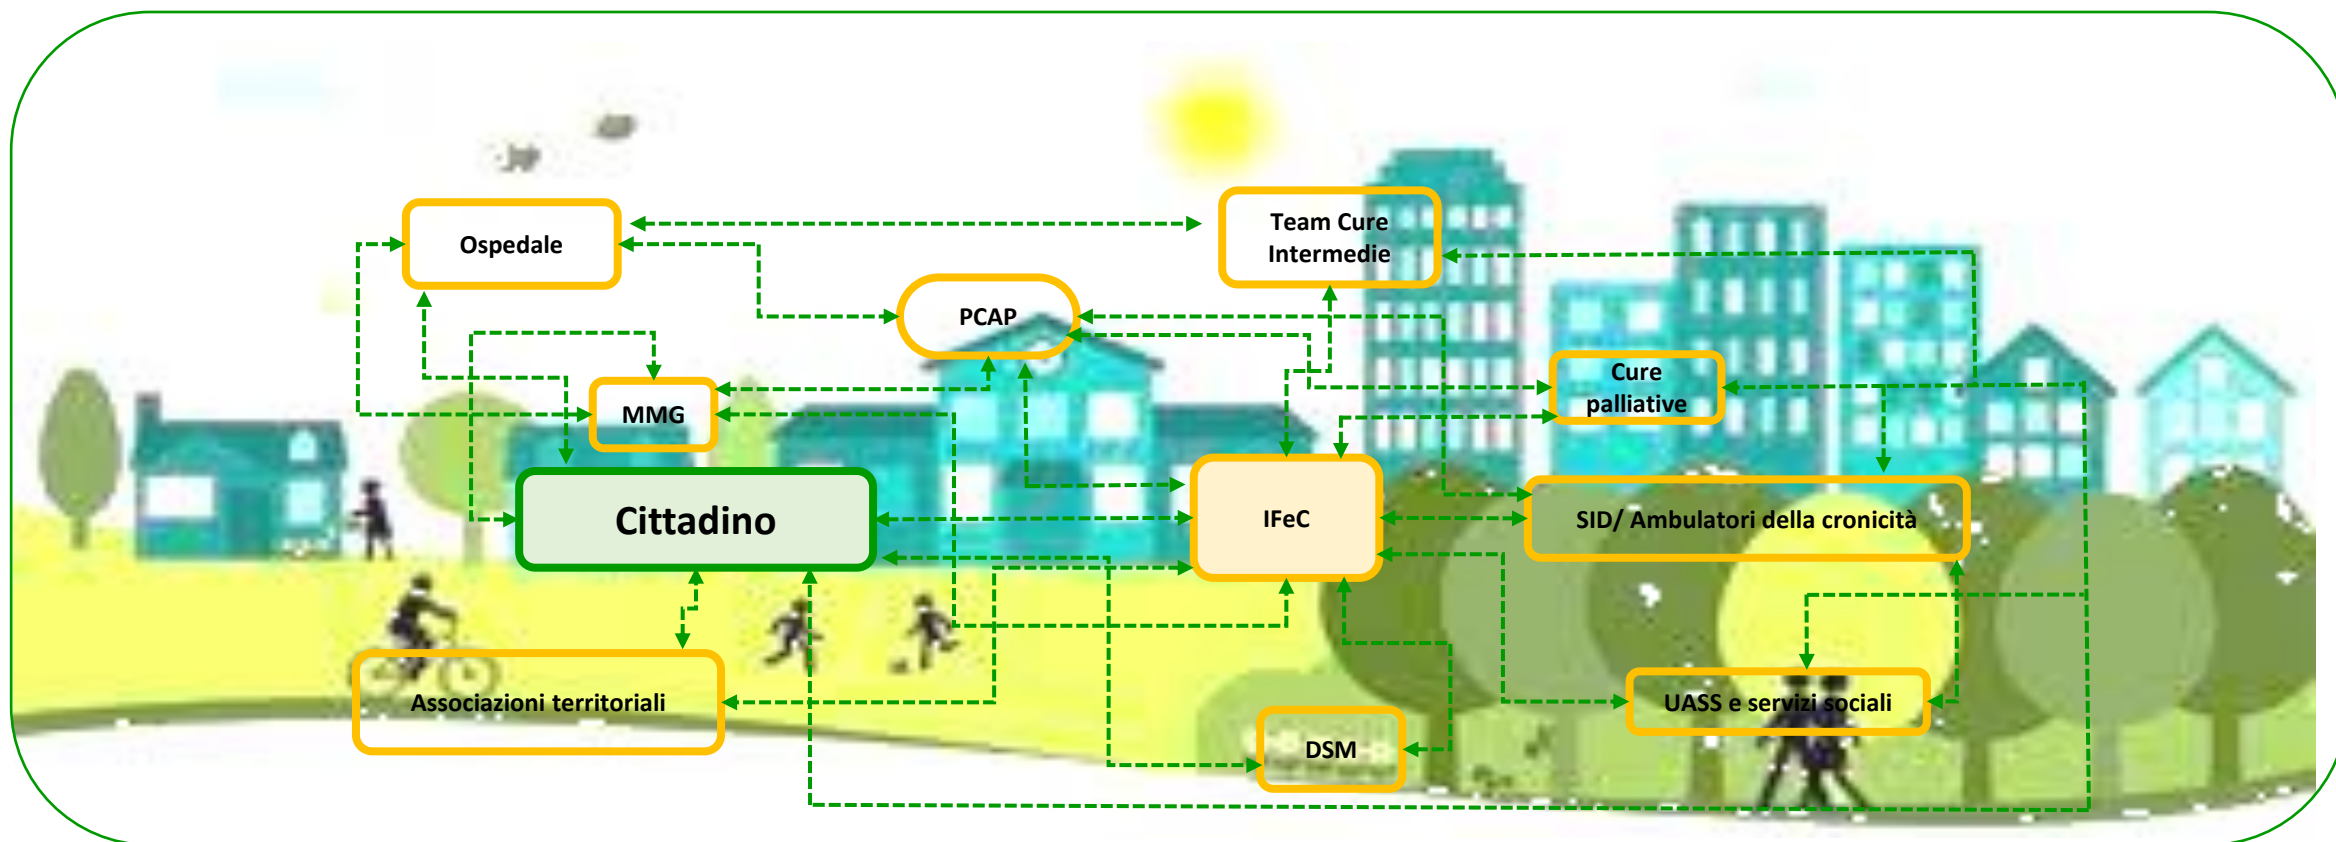 Ospedale
Team Cure
Intermedie
PCAP
Cure
palliative
MMG
Cittadino
IFeC
SID/ Ambulatori della cronicità
Associazioni territoriali
UASS e servizi sociali
DSM